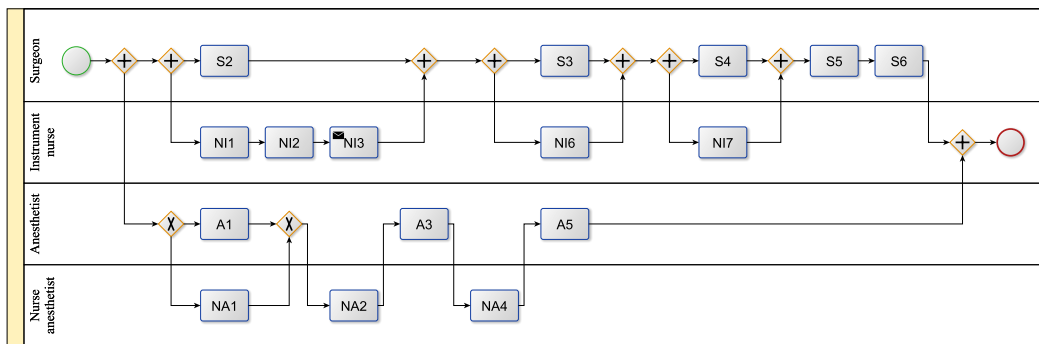 Surgeon
S2
S3
S4
S5
S6
Instrument
nurse
NI1
NI2
NI3
NI6
NI7
Anesthetist
X
A1
X
A3
A5
Nurse
anesthetist
NA1
NA2
NA4